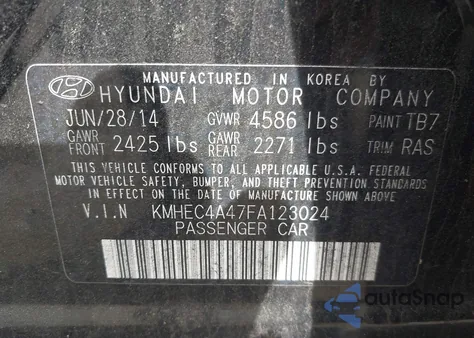 MANUFACTURED IN KOREA BY
HYUNDAI MOTOR COMPANY
JUN/28/14 GVWR 4586 lbs PAINT TB7
GAWR FRONT 2425 lbs GAWR REAR 2271 lbs TRIM RAS
THIS VEHICLE CONFORMS TO ALL APPLICABLE U.S.A. FEDERAL
MOTOR VEHICLE SAFETY, BUMPER, AND THEFT PREVENTION STANDARDS
IN EFFECT ON THE DATE OF MANUFACTURE SHOWN ABOVE
V.I.N KMHEC4A47FA123024
PASSENGER CAR
autoSnap